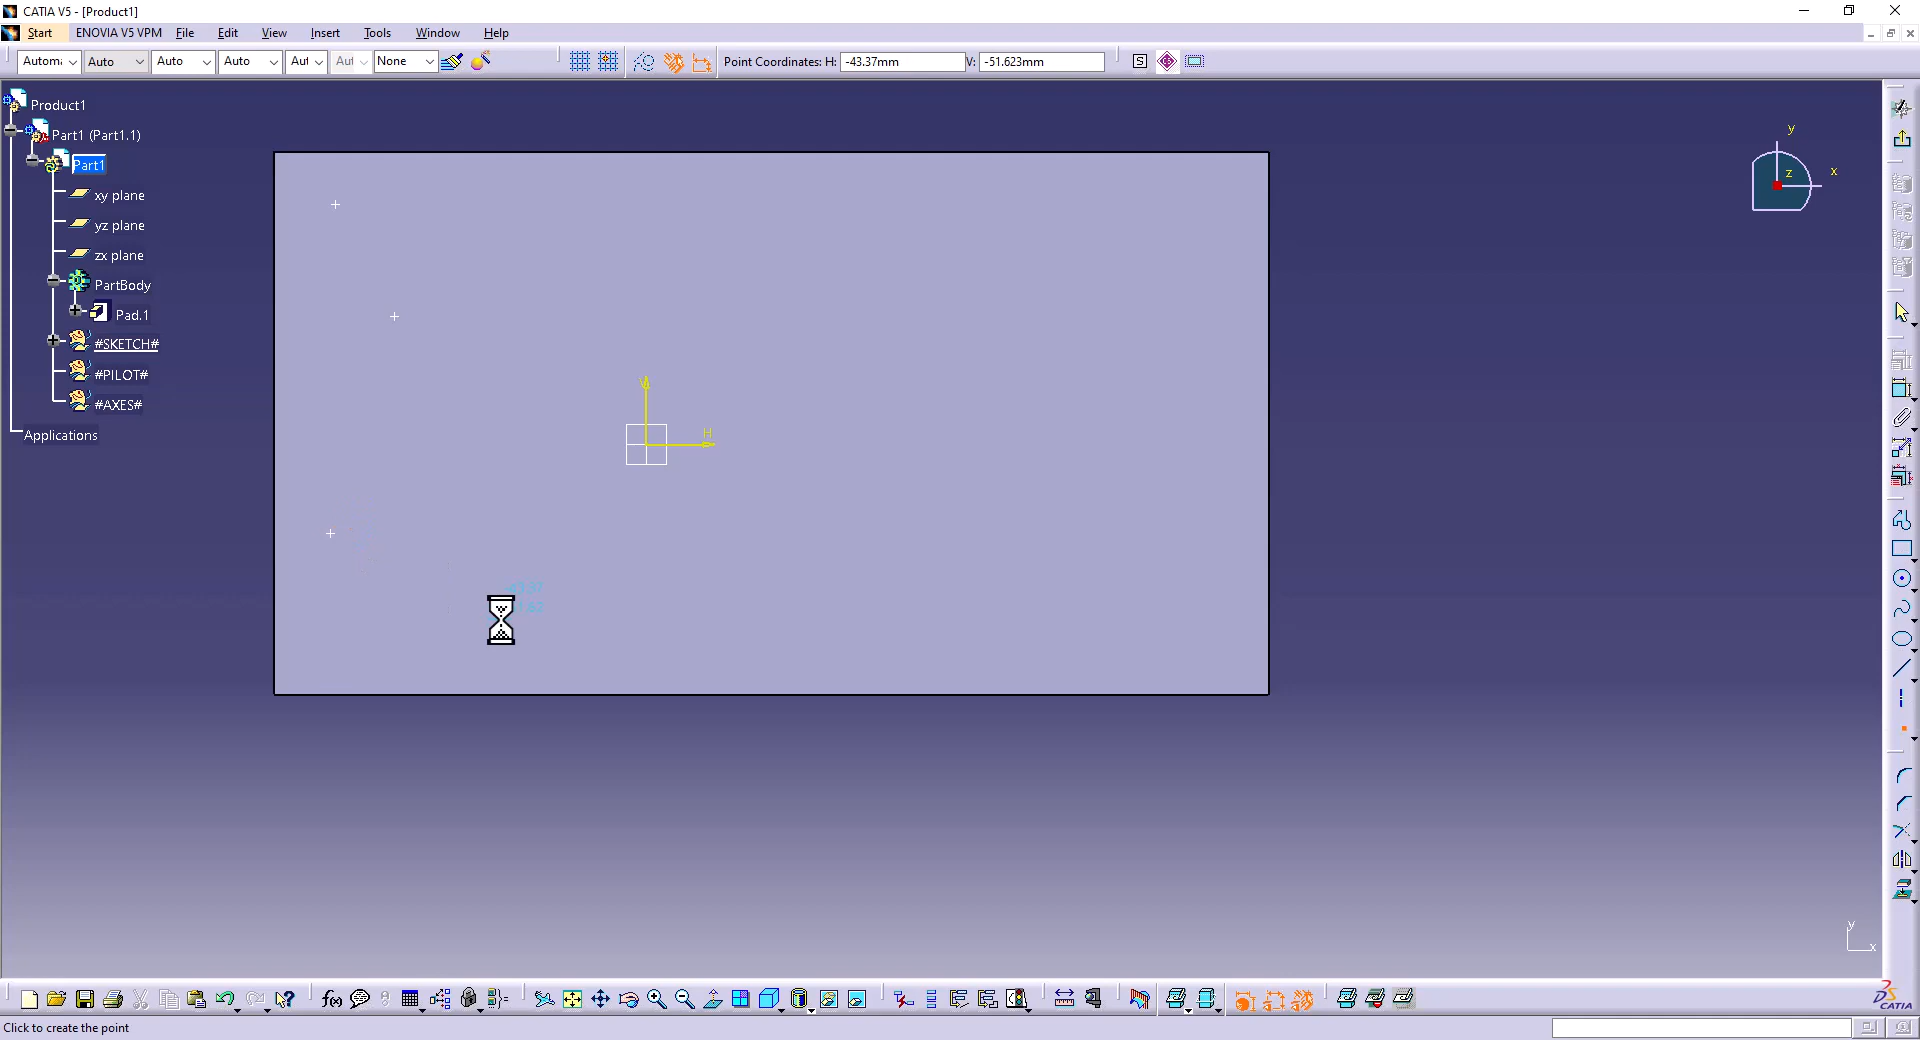 CATIA V5 - [Product1]
Start ENOVIA V5 VPM File Edit View Insert Tools Window Help
Auto Auto Auto None Point Coordinates: H: -43.37mm V: -51.623mm
Product1
Part1 (Part1.1)
Part1
xy plane
yz plane
zx plane
PartBody
Pad.1
#SKETCH#
#PILOT#
#AXES#
Applications
y
x
z
V
H
f(x)
y
x
CATIA
Click to create the point